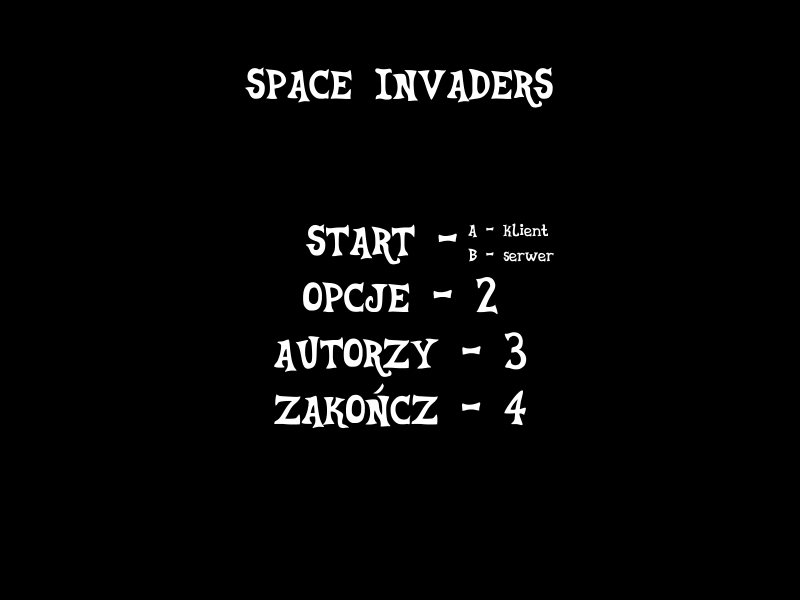 SPACE INVADERS
START - A - klient
B - serwer
OPCJE - 2
AUTORZY - 3
ZAKOŃCZ - 4